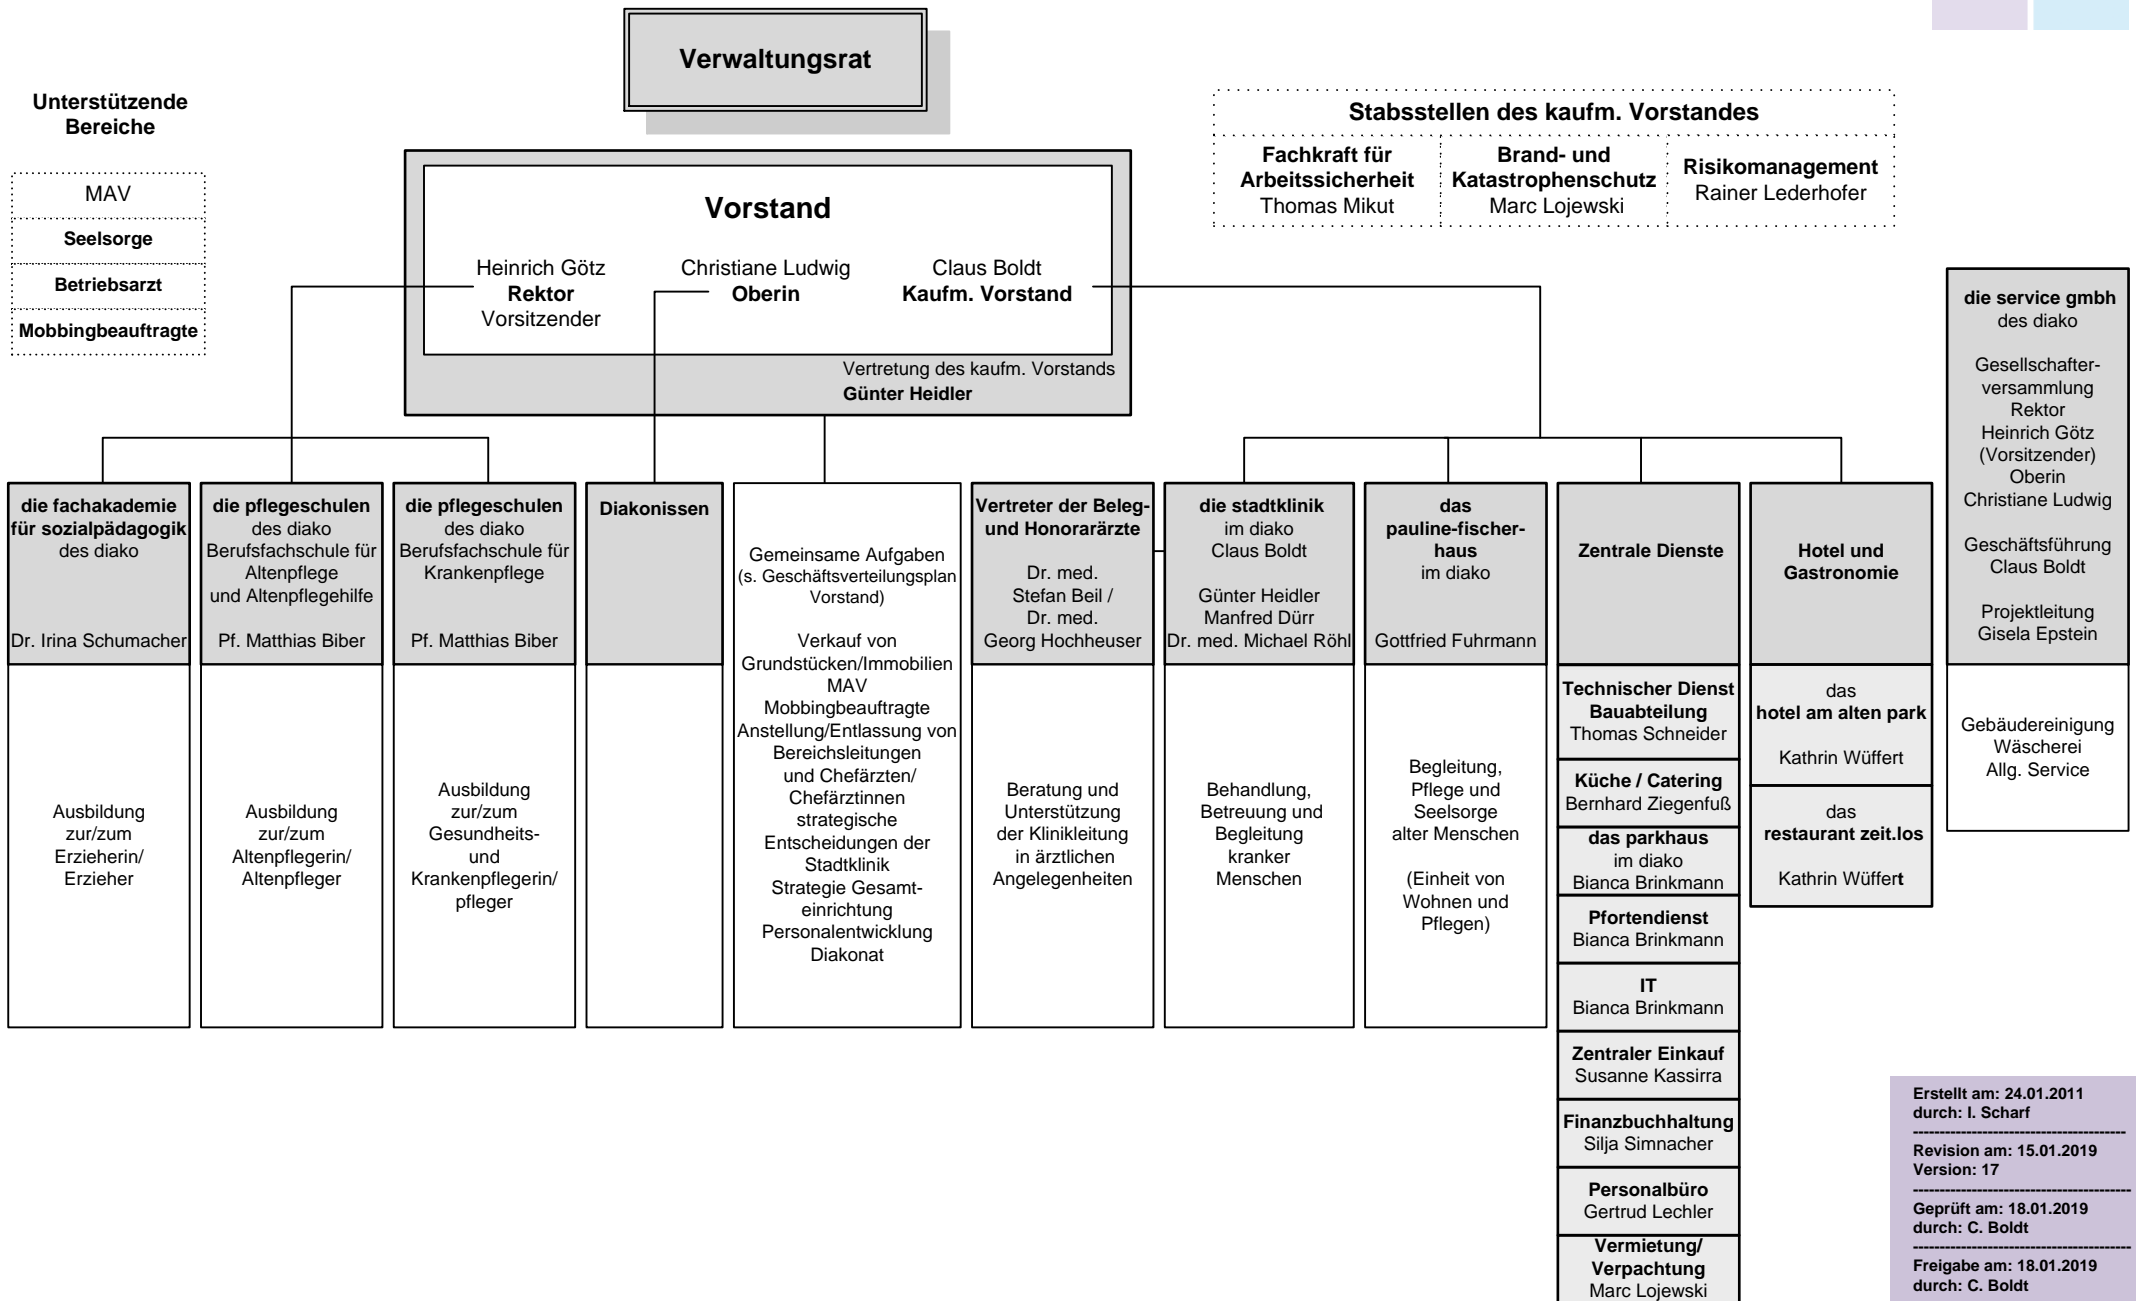 Verwaltungsrat
Unterstützende
Bereiche
MAV
Seelsorge
Betriebsarzt
Mobbingbeauftragte
Stabsstellen des kaufm. Vorstandes
Fachkraft für
Arbeitssicherheit
Thomas Mikut
Brand- und
Katastrophenschutz
Marc Lojewski
Risikomanagement
Rainer Lederhofer
Vorstand
Heinrich Götz
Rektor
Vorsitzender
Christiane Ludwig
Oberin
Claus Boldt
Kaufm. Vorstand
Vertretung des kaufm. Vorstands
Günter Heidler
die fachakademie
für sozialpädagogik
des diako
Dr. Irina Schumacher
Ausbildung
zur/zum
Erzieherin/
Erzieher
die pflegeschulen
des diako
Berufsfachschule für
Altenpflege
und Altenpflegehilfe
Pf. Matthias Biber
Ausbildung
zur/zum
Altenpflegerin/
Altenpfleger
die pflegeschulen
des diako
Berufsfachschule für
Krankenpflege
Pf. Matthias Biber
Ausbildung
zur/zum
Gesundheits-
und
Krankenpflegerin/
pfleger
Diakonissen
Gemeinsame Aufgaben
(s. Geschäftsverteilungsplan
Vorstand)
Verkauf von
Grundstücken/Immobilien
MAV
Mobbingbeauftragte
Anstellung/Entlassung von
Bereichsleitungen
und Chefärzten/
Chefärztinnen
strategische
Entscheidungen der
Stadtklinik
Strategie Gesamt-
einrichtung
Personalentwicklung
Diakonat
Vertreter der Beleg-
und Honorarärzte
Dr. med.
Stefan Beil /
Dr. med.
Georg Hochheuser
Beratung und
Unterstützung
der Klinikleitung
in ärztlichen
Angelegenheiten
die stadtklinik
im diako
Claus Boldt
Günter Heidler
Manfred Dürr
Dr. med. Michael Röhl
Behandlung,
Betreuung und
Begleitung
kranker
Menschen
das
pauline-fischer-
haus
im diako
Gottfried Fuhrmann
Begleitung,
Pflege und
Seelsorge
alter Menschen
(Einheit von
Wohnen und
Pflegen)
Zentrale Dienste
Technischer Dienst
Bauabteilung
Thomas Schneider
Küche / Catering
Bernhard Ziegenfuß
das parkhaus
im diako
Bianca Brinkmann
Pfortendienst
Bianca Brinkmann
IT
Bianca Brinkmann
Zentraler Einkauf
Susanne Kassirra
Finanzbuchhaltung
Silja Simnacher
Personalbüro
Gertrud Lechler
Vermietung/
Verpachtung
Marc Lojewski
Hotel und
Gastronomie
das
hotel am alten park
Kathrin Wüffert
das
restaurant zeit.los
Kathrin Wüffert
die service gmbh
des diako
Gesellschafter-
versammlung
Rektor
Heinrich Götz
(Vorsitzender)
Oberin
Christiane Ludwig
Geschäftsführung
Claus Boldt
Projektleitung
Gisela Epstein
Gebäudereinigung
Wäscherei
Allg. Service
Erstellt am: 24.01.2011
durch: I. Scharf
Revision am: 15.01.2019
Version: 17
Geprüft am: 18.01.2019
durch: C. Boldt
Freigabe am: 18.01.2019
durch: C. Boldt